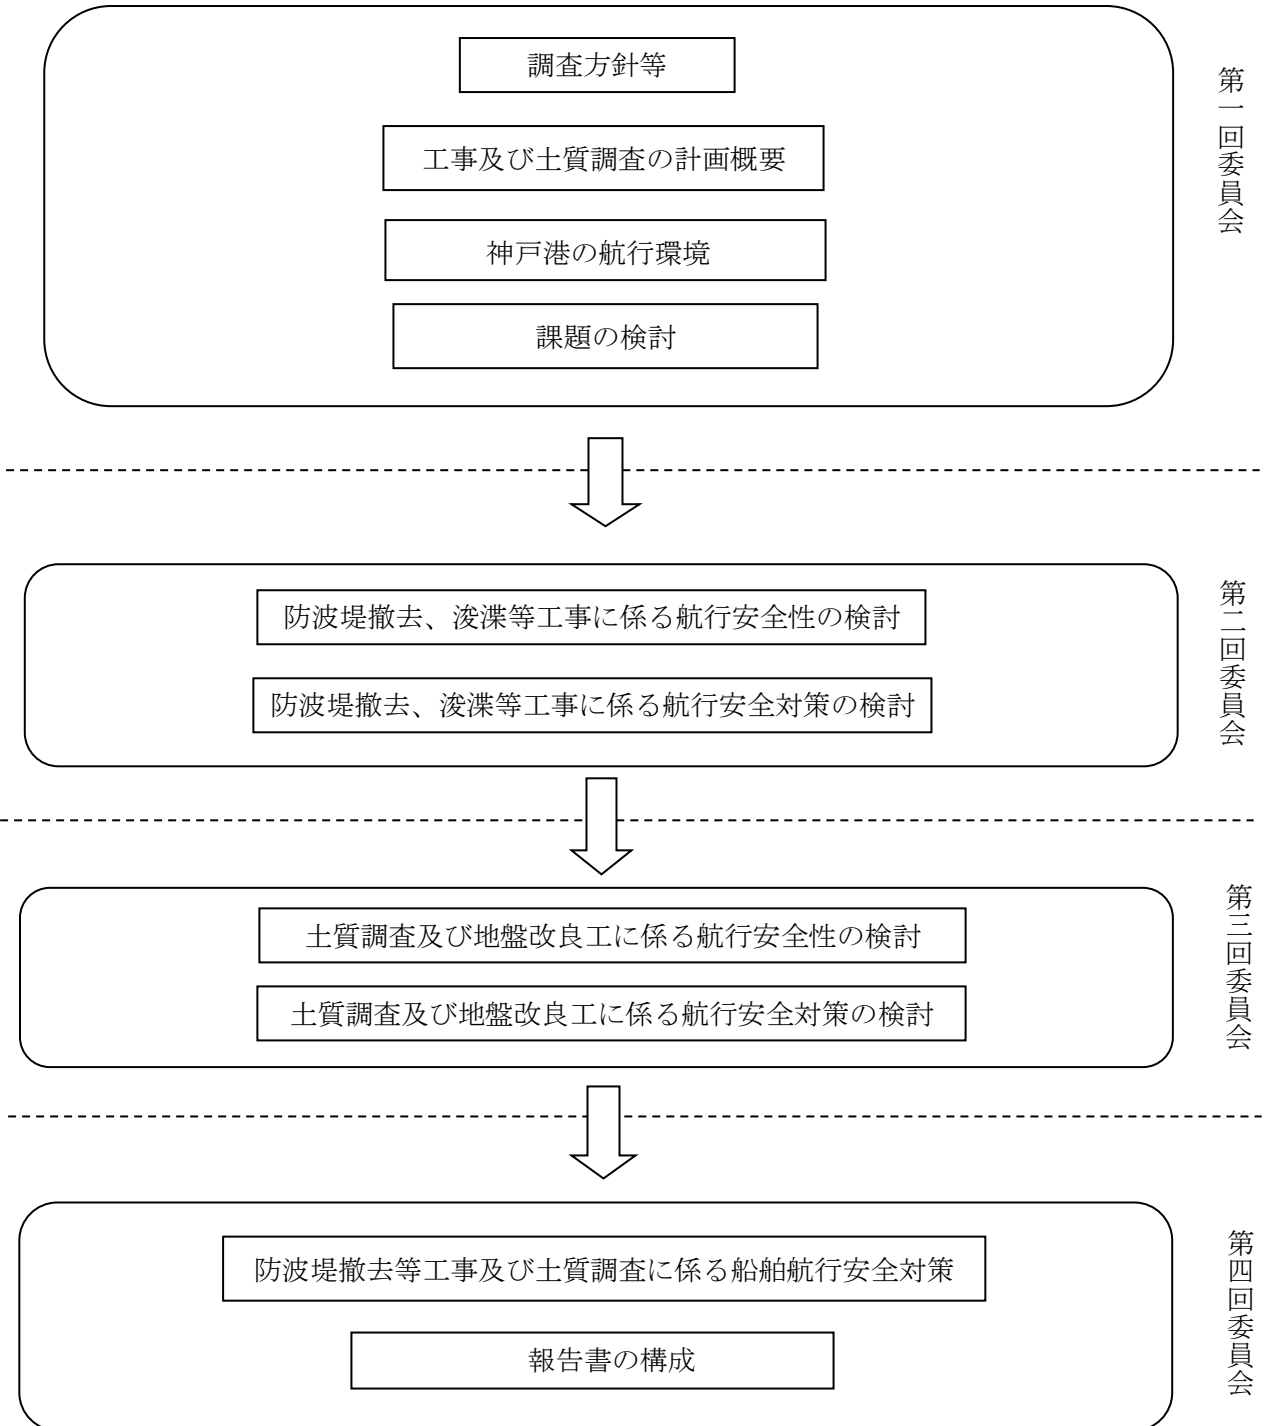 調査方針等
工事及び土質調査の計画概要
神戸港の航行環境
課題の検討
第一回委員会
防波堤撤去、浚渫等工事に係る航行安全性の検討
防波堤撤去、浚渫等工事に係る航行安全対策の検討
第二回委員会
土質調査及び地盤改良工に係る航行安全性の検討
土質調査及び地盤改良工に係る航行安全対策の検討
第三回委員会
防波堤撤去等工事及び土質調査に係る船舶航行安全対策
報告書の構成
第四回委員会